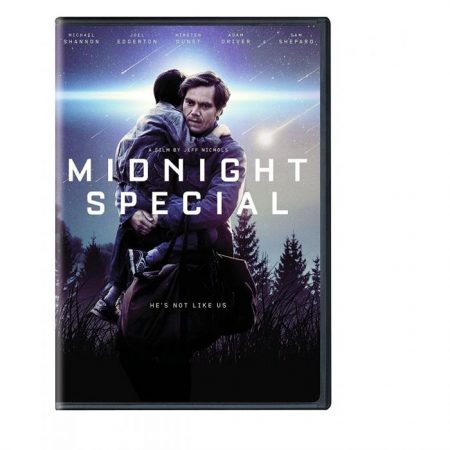 MICHAEL SHANNON JOEL EDGERTON KIRSTEN DUNST ADAM DRIVER SAM SHEPARD
A FILM BY JEFF NICHOLS
MIDNIGHT
SPECIAL
HE'S NOT LIKE US